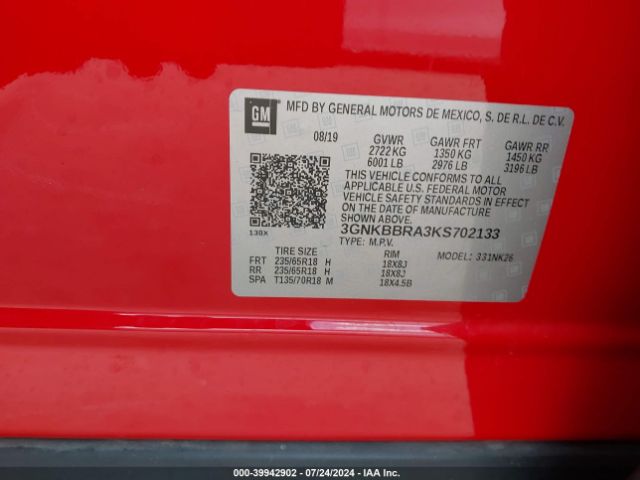 GM MFD BY GENERAL MOTORS DE MEXICO, S. DE R.L. DE C.V.
08/19 GVWR GAWR FRT GAWR RR
2722 KG 1350 KG 1450 KG
6001 LB 2976 LB 3196 LB
THIS VEHICLE CONFORMS TO ALL
APPLICABLE U.S. FEDERAL MOTOR
VEHICLE SAFETY STANDARDS IN EFFECT
ON THE DATE OF MANUFACTURE
SHOWN ABOVE.
3GNKBBRA3KS702133
130X TYPE: M.P.V. MODEL: 331NK26
TIRE SIZE RIM
FRT 235/65R18 H 18X8J
RR 235/65R18 H 18X8J
SPA T135/70R18 M 18X4.5B
000-39942902 - 07/24/2024 - IAA Inc.